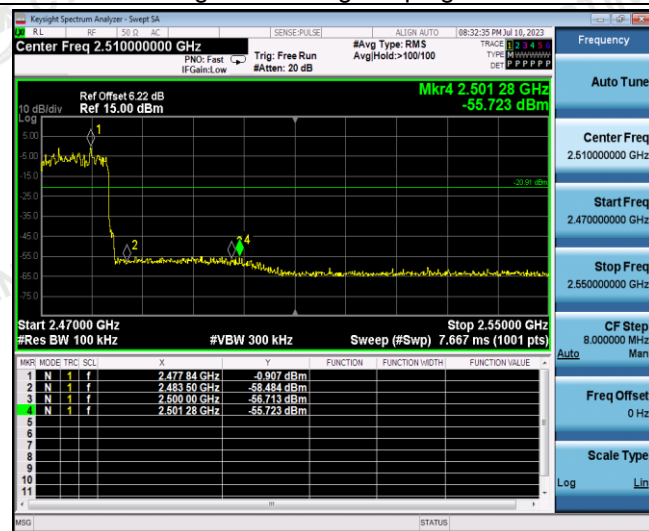 Keysight Spectrum Analyzer - Swept SA
RL RF 50 Ω AC SENSE:PULSE ALIGN AUTO 08:32:35 PM Jul 10, 2023
Center Freq 2.510000000 GHz #Avg Type: RMS TRACE 1 2 3 4 5 6
PNO: Fast Trig: Free Run Avg|Hold:>100/100 TYPE M WWWWW
IFGain:Low #Atten: 20 dB DET P P P P P P
Mkr4 2.501 28 GHz
Ref Offset 6.22 dB -55.723 dBm
10 dB/div Ref 15.00 dBm
Log
5.00
-5.00
-15.0
-25.0
-35.0
-45.0
-55.0
-65.0
-75.0
1
2
4
-20.91 dBm
Start 2.47000 GHz Stop 2.55000 GHz
#Res BW 100 kHz #VBW 300 kHz Sweep (#Swp) 7.667 ms (1001 pts)
MKR MODE TRC SCL X Y FUNCTION FUNCTION WIDTH FUNCTION VALUE
1 N 1 f 2.477 84 GHz -0.907 dBm
2 N 1 f 2.483 50 GHz -58.484 dBm
3 N 1 f 2.500 00 GHz -56.713 dBm
4 N 1 f 2.501 28 GHz -55.723 dBm
5
6
7
8
9
10
11
MSG STATUS
Frequency
Auto Tune
Center Freq
2.510000000 GHz
Start Freq
2.470000000 GHz
Stop Freq
2.550000000 GHz
CF Step
8.000000 MHz
Auto Man
Freq Offset
0 Hz
Scale Type
Log Lin